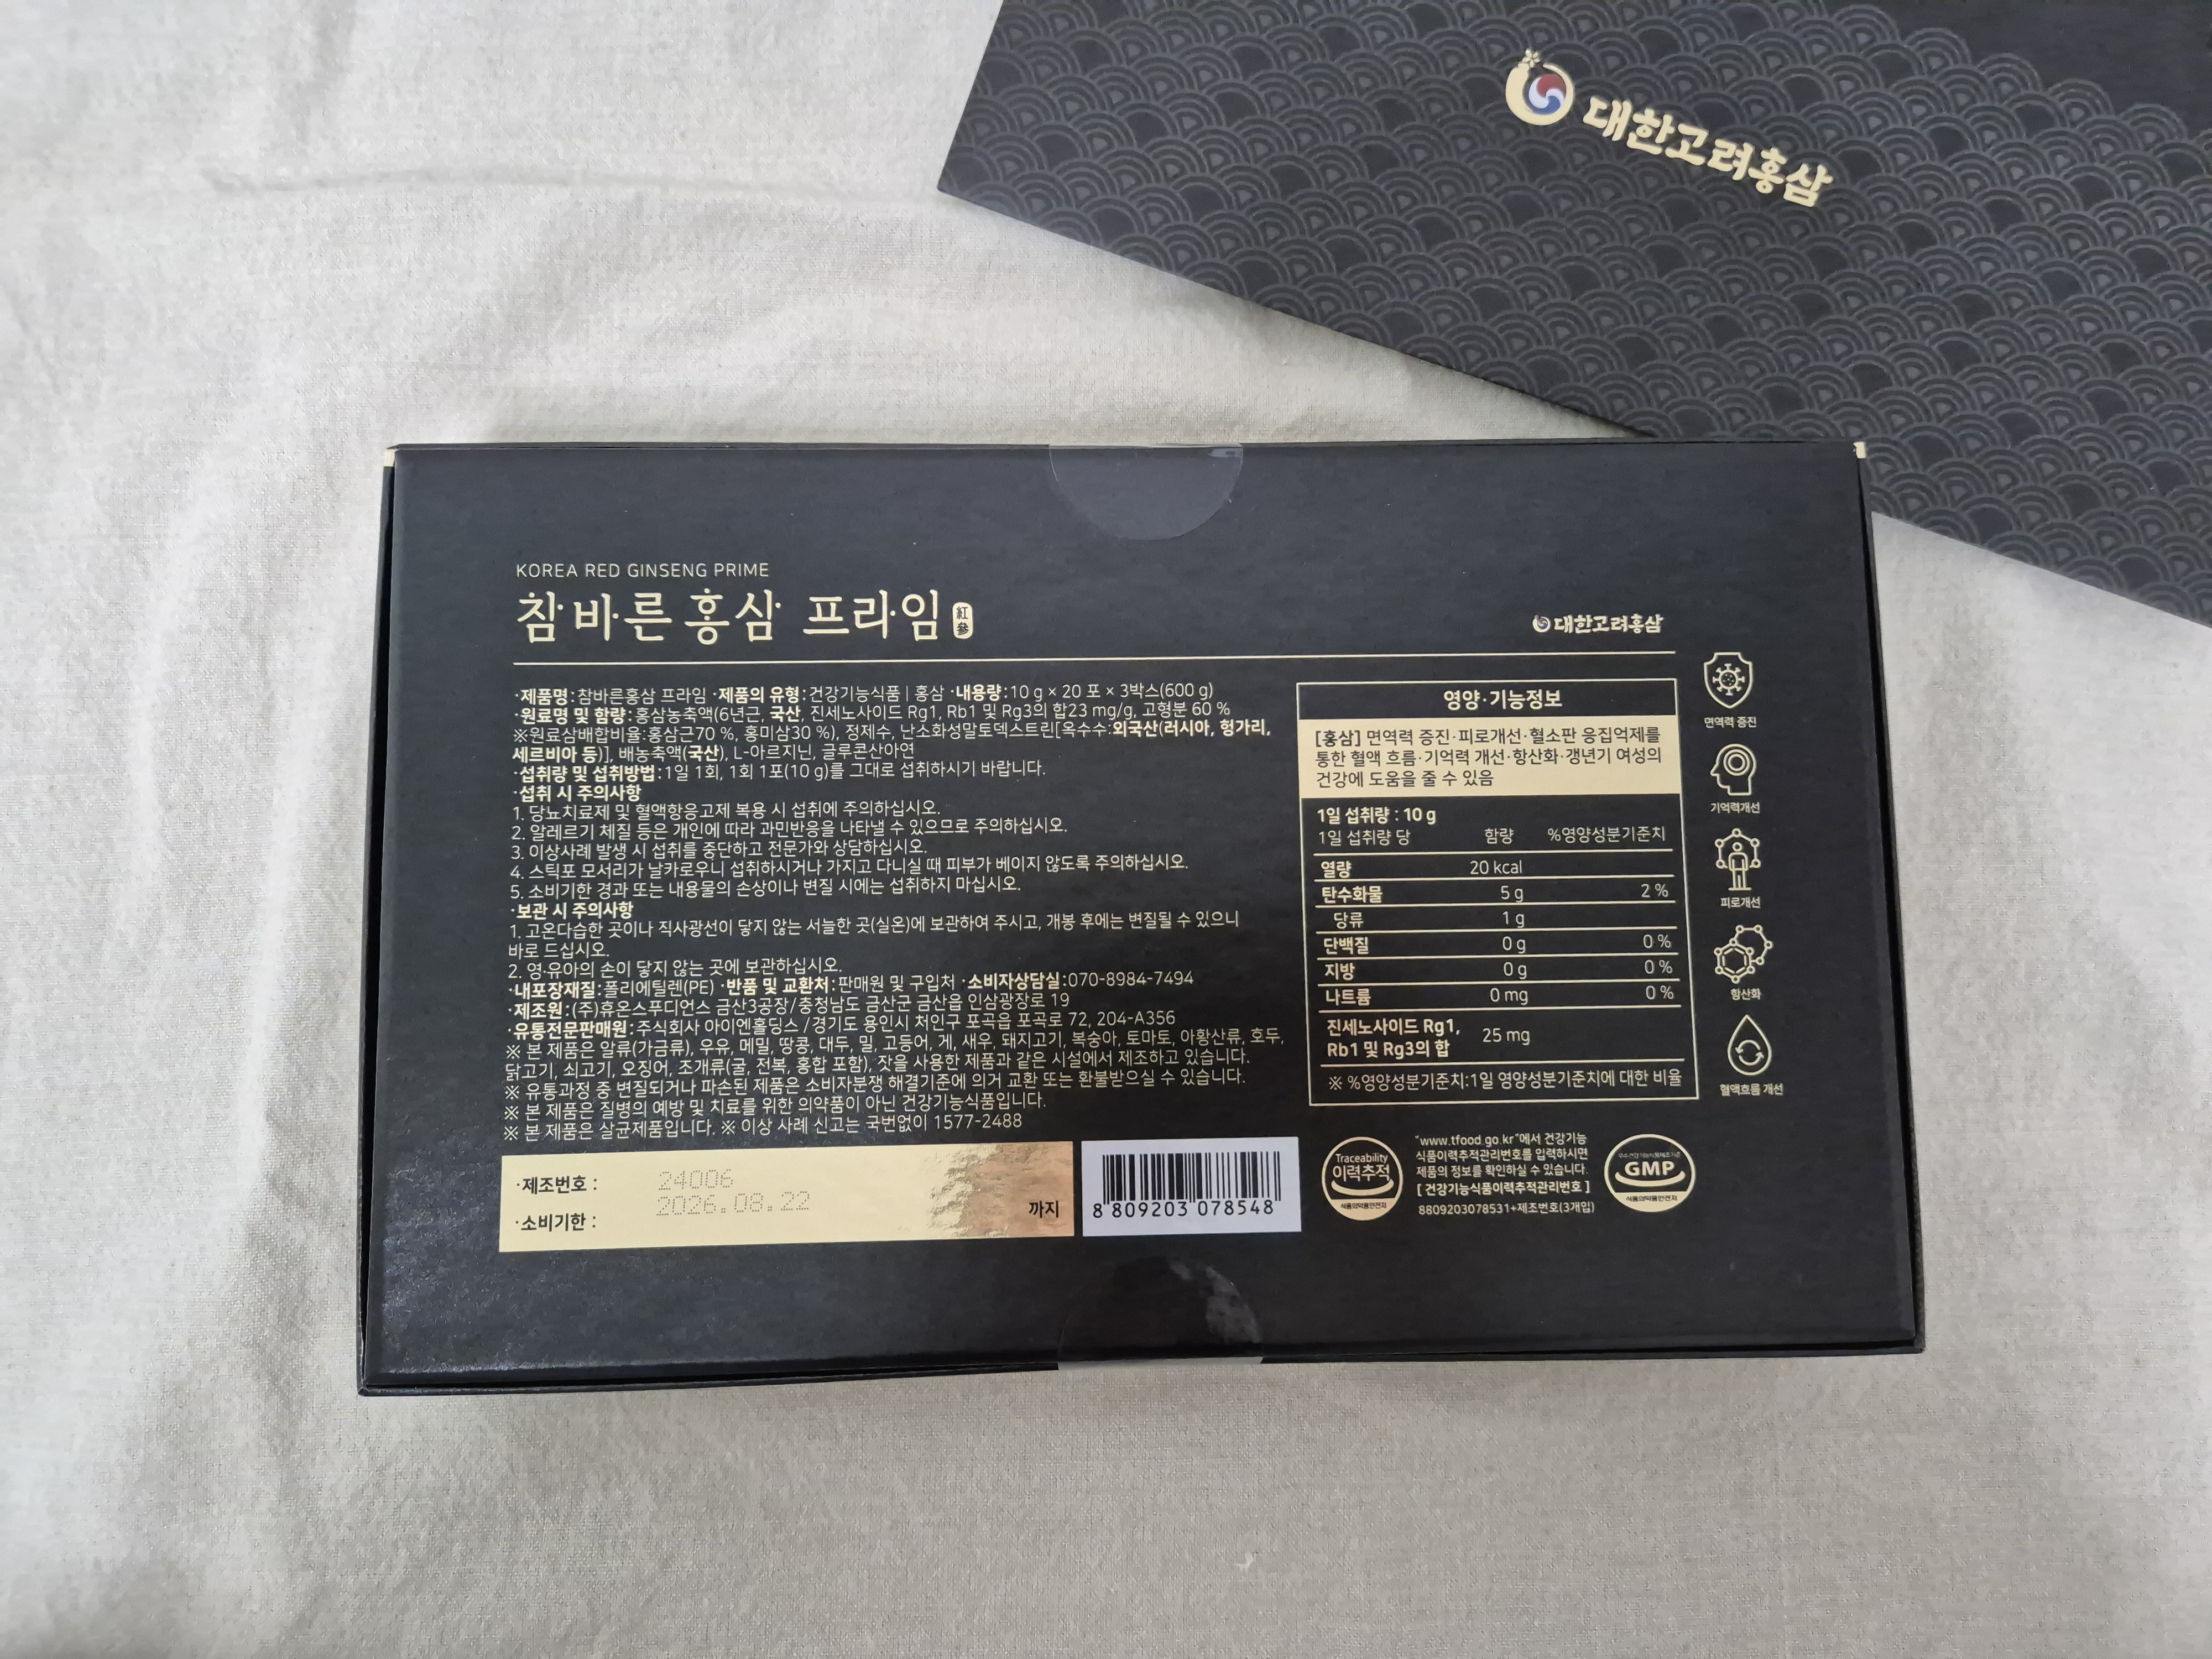 대한고려홍삼
KOREA RED GINSENG PRIME
참바른홍삼 프라임 紅蔘
대한고려홍삼
·제품명:참바른홍삼 프라임 ·제품의 유형:건강기능식품 | 홍삼 ·내용량:10 g × 20 포 × 3박스(600 g)
·원료명 및 함량:홍삼농축액(6년근, 국산, 진세노사이드 Rg1, Rb1 및 Rg3의 합23 mg/g, 고형분 60 %
※원료삼배합비율:홍삼근70 %, 홍미삼30 %), 정제수, 난소화성말토덱스트린[옥수수:외국산(러시아, 헝가리,
세르비아 등)], 배농축액(국산), L-아르지닌, 글루콘산아연
·섭취량 및 섭취방법:1일 1회, 1회 1포(10 g)를 그대로 섭취하시기 바랍니다.
·섭취 시 주의사항
1. 당뇨치료제 및 혈액항응고제 복용 시 섭취에 주의하십시오.
2. 알레르기 체질 등은 개인에 따라 과민반응을 나타낼 수 있으므로 주의하십시오.
3. 이상사례 발생 시 섭취를 중단하고 전문가와 상담하십시오.
4. 스틱포 모서리가 날카로우니 섭취하시거나 가지고 다니실 때 피부가 베이지 않도록 주의하십시오.
5. 소비기한 경과 또는 내용물의 손상이나 변질 시에는 섭취하지 마십시오.
·보관 시 주의사항
1. 고온다습한 곳이나 직사광선이 닿지 않는 서늘한 곳(실온)에 보관하여 주시고, 개봉 후에는 변질될 수 있으니
바로 드십시오.
2. 영·유아의 손이 닿지 않는 곳에 보관하십시오.
·내포장재질:폴리에틸렌(PE) ·반품 및 교환처:판매원 및 구입처 ·소비자상담실:070-8984-7494
·제조원:(주)휴온스푸디언스 금산3공장/충청남도 금산군 금산읍 인삼광장로 19
·유통전문판매원:주식회사 아이엔홀딩스 /경기도 용인시 처인구 포곡읍 포곡로 72, 204-A356
※ 본 제품은 알류(가금류), 우유, 메밀, 땅콩, 대두, 밀, 고등어, 게, 새우, 돼지고기, 복숭아, 토마토, 아황산류, 호두,
닭고기, 쇠고기, 오징어, 조개류(굴, 전복, 홍합 포함), 잣을 사용한 제품과 같은 시설에서 제조하고 있습니다.
※ 유통과정 중 변질되거나 파손된 제품은 소비자분쟁 해결기준에 의거 교환 또는 환불받으실 수 있습니다.
※ 본 제품은 질병의 예방 및 치료를 위한 의약품이 아닌 건강기능식품입니다.
※ 본 제품은 살균제품입니다. ※ 이상 사례 신고는 국번없이 1577-2488
·제조번호 : 24006
·소비기한 : 2026.08.22 까지
8 809203 078548
영양·기능정보
[홍삼] 면역력 증진·피로개선·혈소판 응집억제를
통한 혈액 흐름·기억력 개선·항산화·갱년기 여성의
건강에 도움을 줄 수 있음
1일 섭취량 : 10 g
1일 섭취량 당 함량 %영양성분기준치
열량 20 kcal
탄수화물 5 g 2 %
당류 1 g
단백질 0 g 0 %
지방 0 g 0 %
나트륨 0 mg 0 %
진세노사이드 Rg1,
Rb1 및 Rg3의 합 25 mg
※ %영양성분기준치:1일 영양성분기준치에 대한 비율
면역력 증진
기억력개선
피로개선
항산화
혈액흐름 개선
Traceability
이력추적
식품의약품안전처
"www.tfood.go.kr"에서 건강기능
식품이력추적관리번호를 입력하시면
제품의 정보를 확인하실 수 있습니다.
[ 건강기능식품이력추적관리번호 ]
8809203078531+제조번호(3개입)
우수건강기능식품제조기준
GMP
식품의약품안전처